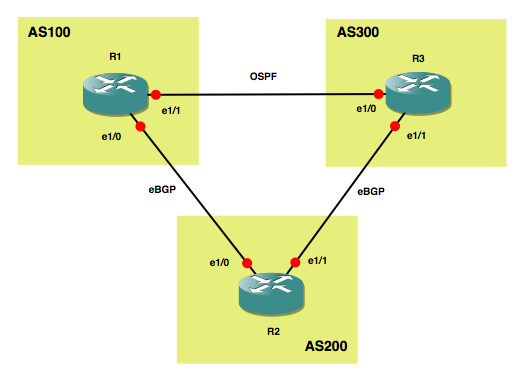 AS100
AS300
R1
R3
OSPF
e1/1
e1/0
e1/0
e1/1
eBGP
eBGP
e1/0
e1/1
R2
AS200